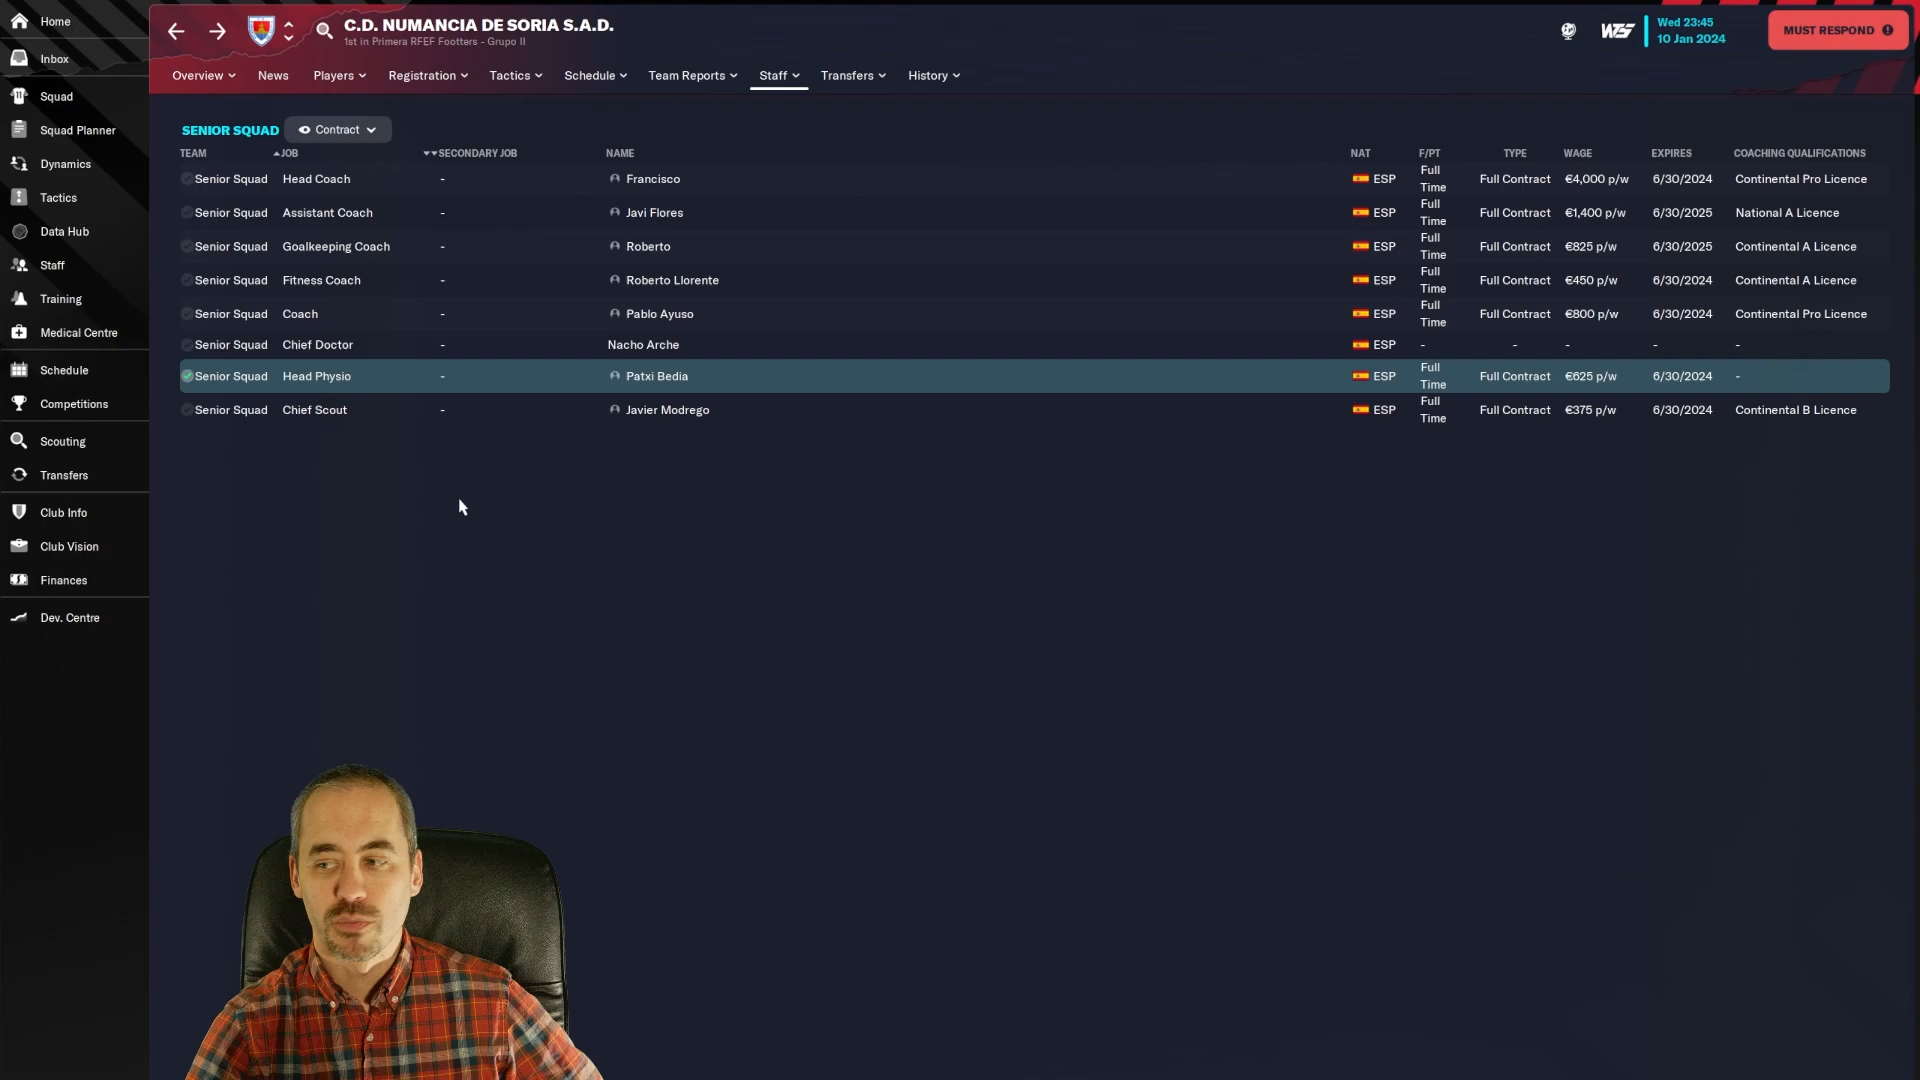 Home
Inbox
Squad
Squad Planner
Dynamics
Tactics
Data Hub
Staff
Training
Medical Centre
Schedule
Competitions
Scouting
Transfers
Club Info
Club Vision
Finances
Dev. Centre
C.D. NUMANCIA DE SORIA S.A.D.
1st in Primera RFEF Footters - Grupo II
Wed 23:45
10 Jan 2024
MUST RESPOND
Overview News Players Registration Tactics Schedule Team Reports Staff Transfers History
SENIOR SQUAD Contract
TEAM JOB SECONDARY JOB NAME NAT F/PT TYPE WAGE EXPIRES COACHING QUALIFICATIONS
Senior Squad Head Coach - Francisco ESP Full Time Full Contract €4,000 p/w 6/30/2024 Continental Pro Licence
Senior Squad Assistant Coach - Javi Flores ESP Full Time Full Contract €1,400 p/w 6/30/2025 National A Licence
Senior Squad Goalkeeping Coach - Roberto ESP Full Time Full Contract €825 p/w 6/30/2025 Continental A Licence
Senior Squad Fitness Coach - Roberto Llorente ESP Full Time Full Contract €450 p/w 6/30/2024 Continental A Licence
Senior Squad Coach - Pablo Ayuso ESP Full Time Full Contract €800 p/w 6/30/2024 Continental Pro Licence
Senior Squad Chief Doctor - Nacho Arche ESP - - - - -
Senior Squad Head Physio - Patxi Bedia ESP Full Time Full Contract €625 p/w 6/30/2024 -
Senior Squad Chief Scout - Javier Modrego ESP Full Time Full Contract €375 p/w 6/30/2024 Continental B Licence